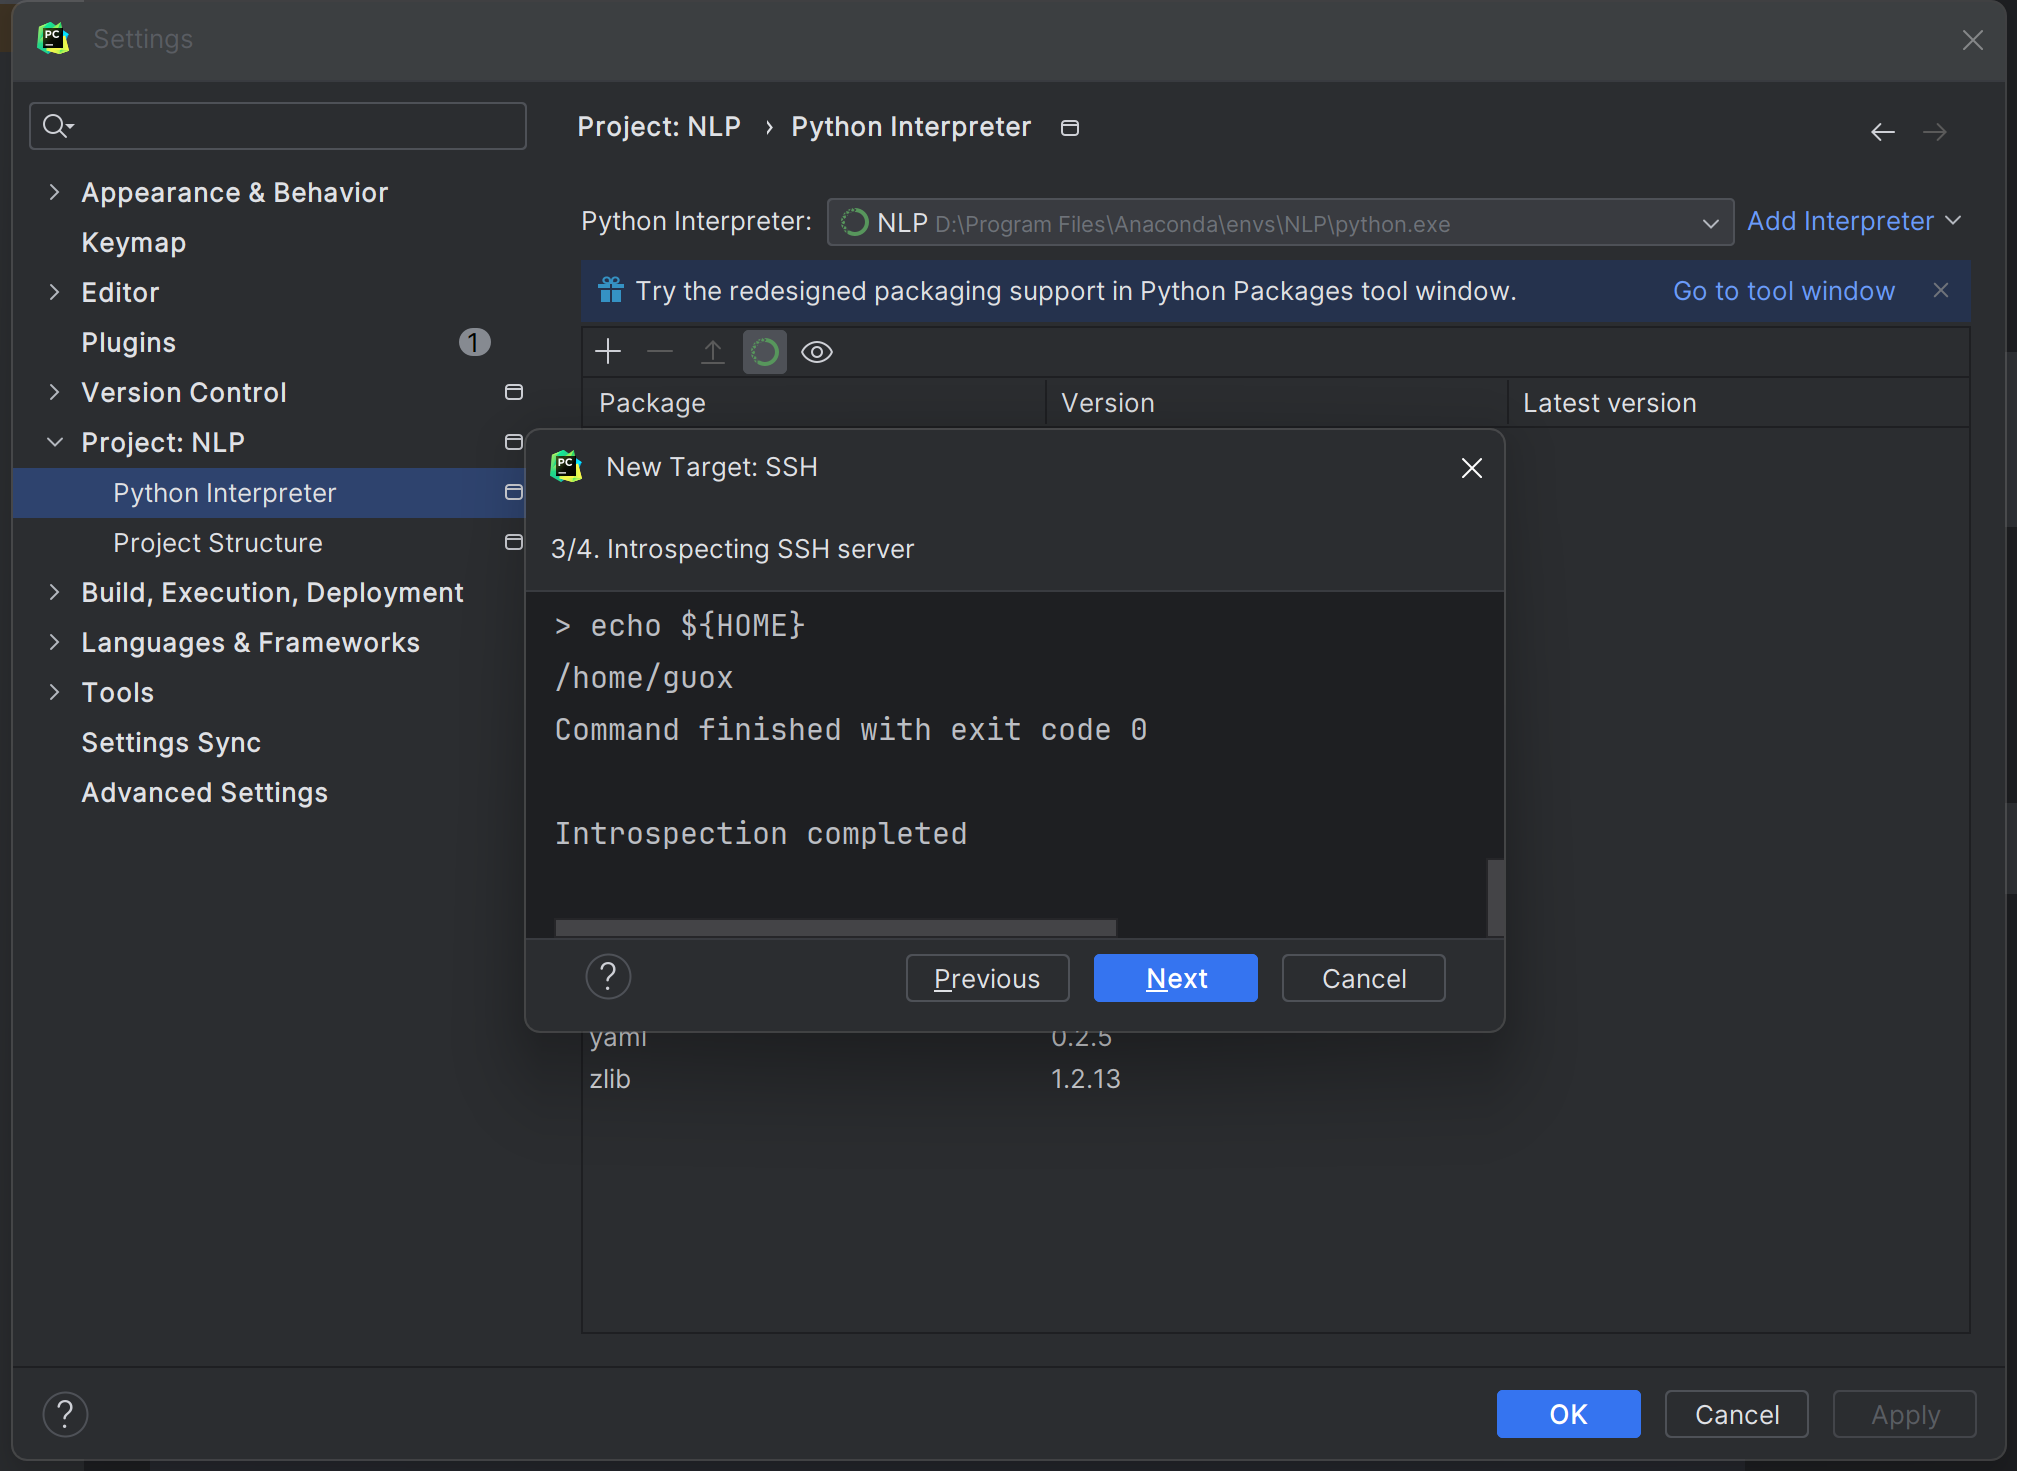 PC
Settings
Project: NLP › Python Interpreter
Appearance & Behavior
Keymap
Editor
Plugins
1
Version Control
Project: NLP
Python Interpreter
Project Structure
Build, Execution, Deployment
Languages & Frameworks
Tools
Settings Sync
Advanced Settings
Python Interpreter: NLP D:\Program Files\Anaconda\envs\NLP\python.exe Add Interpreter
Try the redesigned packaging support in Python Packages tool window. Go to tool window
Package Version Latest version
PC
New Target: SSH
3/4. Introspecting SSH server
> echo ${HOME}
/home/guox
Command finished with exit code 0
Introspection completed
? Previous Next Cancel
yaml 0.2.5
zlib 1.2.13
? OK Cancel Apply